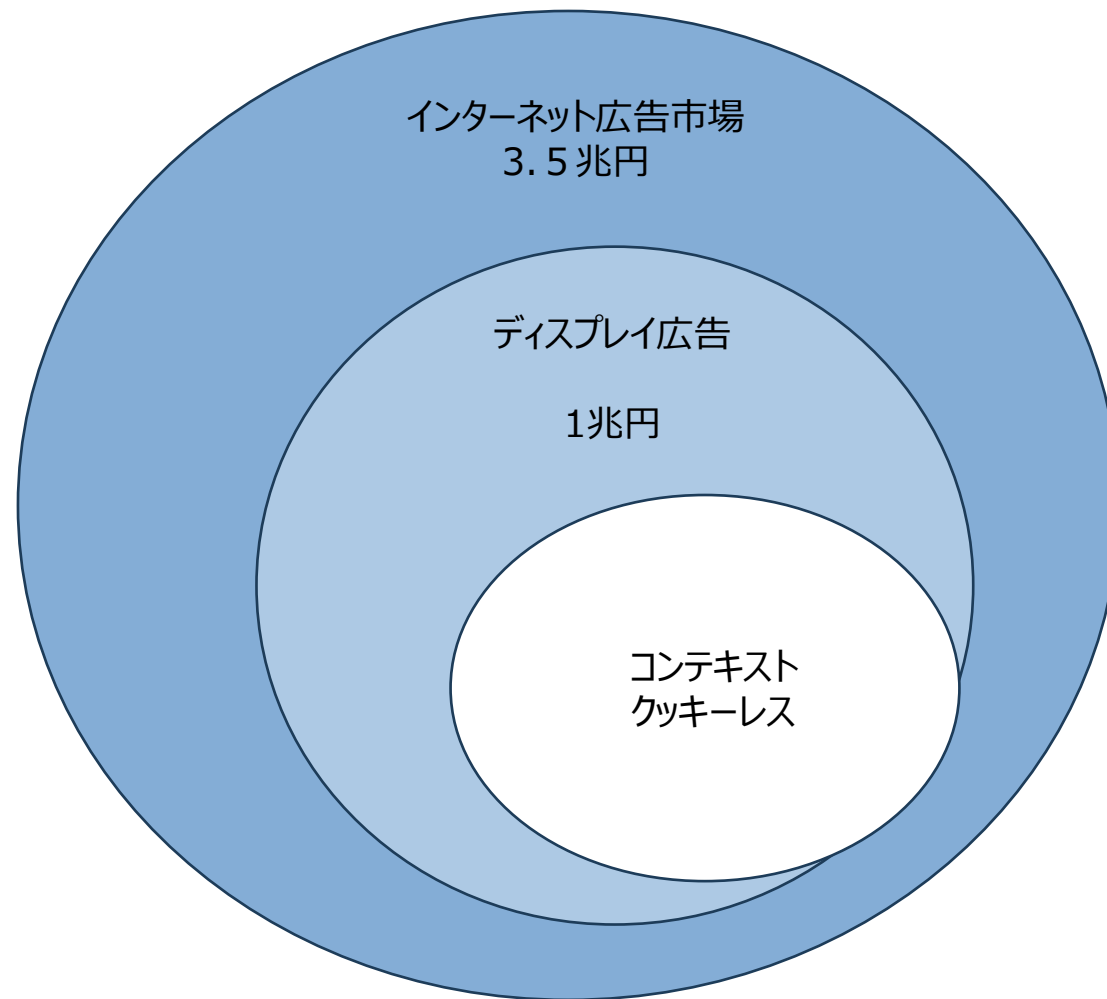 インターネット広告市場
3.５兆円
ディスプレイ広告
1兆円
コンテキスト
クッキーレス